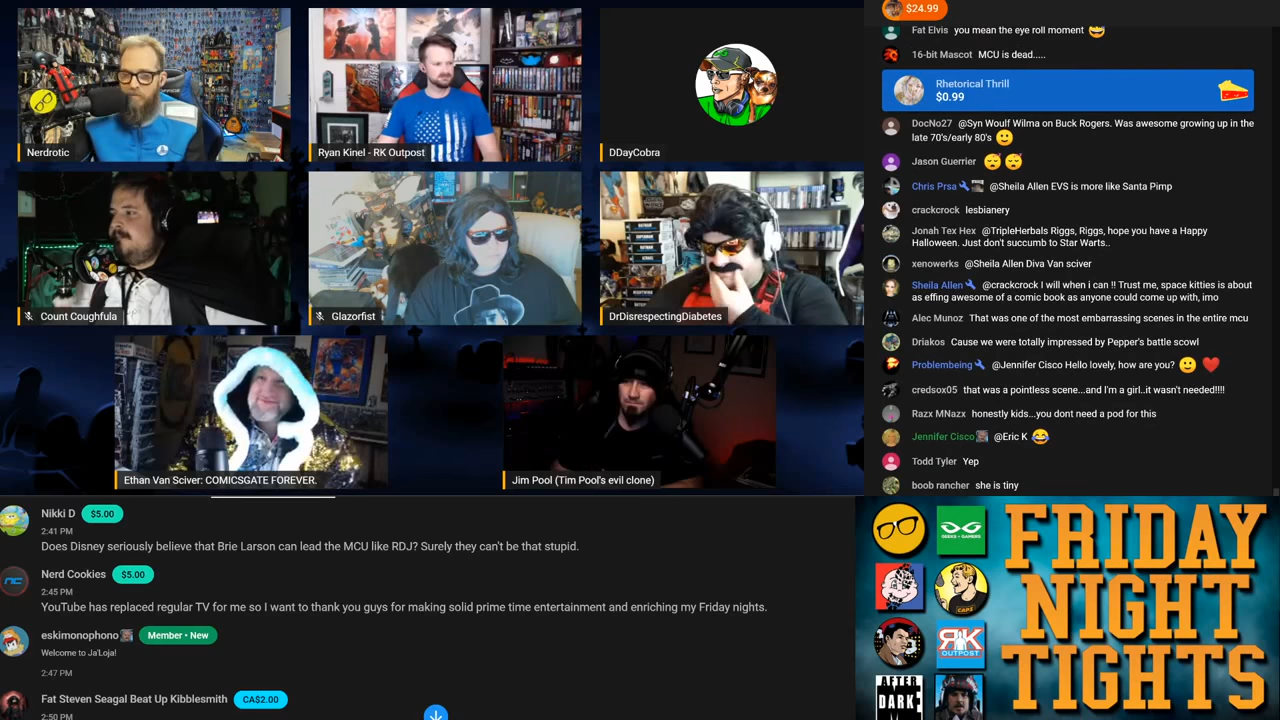 Nerdrotic
Ryan Kinel - RK Outpost
DDayCobra
Count Coughfula
Glazorfist
DrDisrespectingDiabetes
Ethan Van Sciver: COMICSGATE FOREVER.
Jim Pool (Tim Pool's evil clone)
$24.99
Fat Elvis you mean the eye roll moment 😎
16-bit Mascot MCU is dead.....
Rhetorical Thrill
$0.99
DocNo27 @Syn Woulf Wilma on Buck Rogers. Was awesome growing up in the
late 70's/early 80's 🙂
Jason Guerrier 😴😴
Chris Prsa @Sheila Allen EVS is more like Santa Pimp
crackcrock lesbianery
Jonah Tex Hex @TripleHerbals Riggs, Riggs, hope you have a Happy
Halloween. Just don't succumb to Star Warts..
xenowerks @Sheila Allen Diva Van sciver
Sheila Allen @crackcrock I will when i can !! Trust me, space kitties is about
as effing awesome of a comic book as anyone could come up with, imo
Alec Munoz That was one of the most embarrassing scenes in the entire mcu
Driakos Cause we were totally impressed by Pepper's battle scowl
Problembeing @Jennifer Cisco Hello lovely, how are you? 🙂 ❤️
credsox05 that was a pointless scene...and I'm a girl..it wasn't needed!!!!
Razx MNazx honestly kids...you dont need a pod for this
Jennifer Cisco @Eric K 😂
Todd Tyler Yep
boob rancher she is tiny
Nikki D $5.00
2:41 PM
Does Disney seriously believe that Brie Larson can lead the MCU like RDJ? Surely they can't be that stupid.
Nerd Cookies $5.00
2:45 PM
YouTube has replaced regular TV for me so I want to thank you guys for making solid prime time entertainment and enriching my Friday nights.
eskimonophono Member • New
Welcome to Ja'Loja!
2:47 PM
Fat Steven Seagal Beat Up Kibblesmith CA$2.00
2:50 PM
NC
GEEKS + GAMERS
CAPS
RK
OUTPOST
AFTER
DARK
FRIDAY
NIGHT
TIGHTS